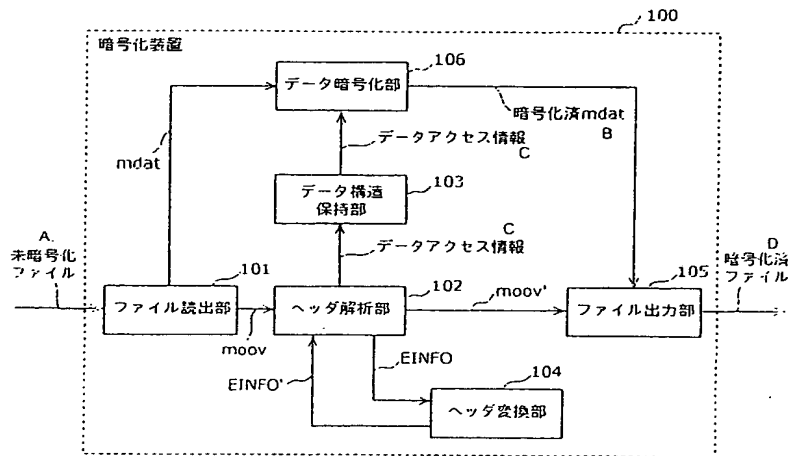 100
暗号化装置
106
データ暗号化部
暗号化済mdat
B
mdat
データアクセス情報
C
103
データ構造
保持部
A.
未暗号化
ファイル
C
データアクセス情報
D
暗号化済
ファイル
101
ファイル読出部
102
ヘッダ解析部
moov'
105
ファイル出力部
moov
EINFO
EINFO'
104
ヘッダ変換部